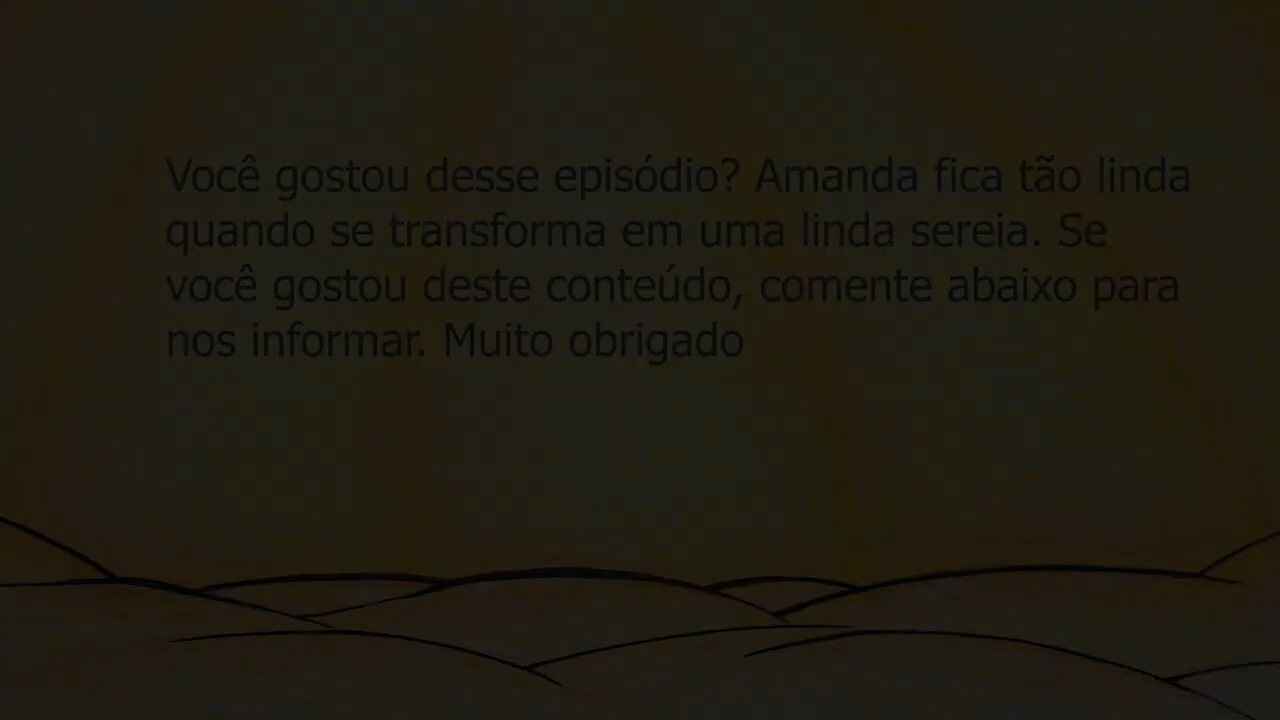 Você gostou desse episódio? Amanda fica tão linda
quando se transforma em uma linda sereia. Se
você gostou deste conteúdo, comente abaixo para
nos informar. Muito obrigado